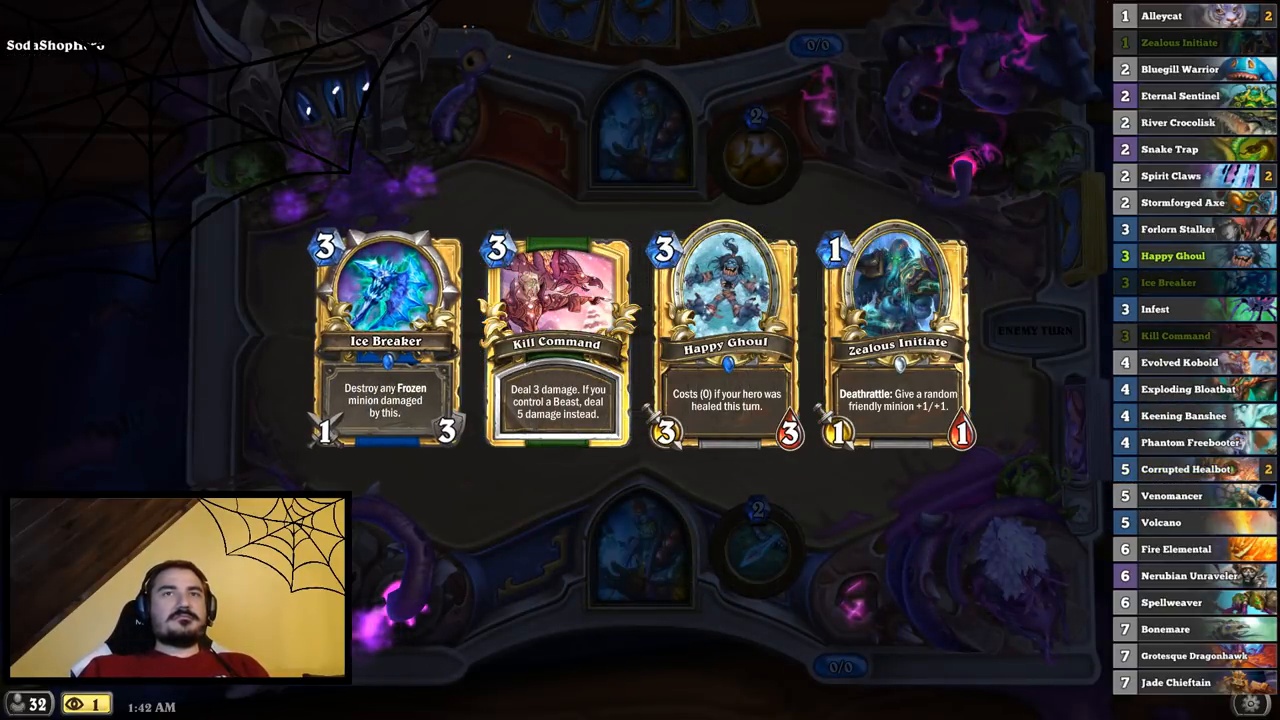 SodaShophero
0/0
2
3
Ice Breaker
Destroy any Frozen
minion damaged
by this.
1
3
3
Kill Command
Deal 3 damage. If you
control a Beast, deal
5 damage instead.
3
Happy Ghoul
Costs (0) if your hero was
healed this turn.
3
3
1
Zealous Initiate
Deathrattle: Give a random
friendly minion +1/+1.
1
1
ENEMY TURN
2
0/0
32
1
1:42 AM
1 Alleycat 2
1 Zealous Initiate
2 Bluegill Warrior
2 Eternal Sentinel
2 River Crocolisk
2 Snake Trap
2 Spirit Claws 2
2 Stormforged Axe
3 Forlorn Stalker
3 Happy Ghoul
3 Ice Breaker
3 Infest
3 Kill Command
4 Evolved Kobold
4 Exploding Bloatbat
4 Keening Banshee
4 Phantom Freebooter
5 Corrupted Healbot 2
5 Venomancer
5 Volcano
6 Fire Elemental
6 Nerubian Unraveler
6 Spellweaver
7 Bonemare
7 Grotesque Dragonhawk
7 Jade Chieftain